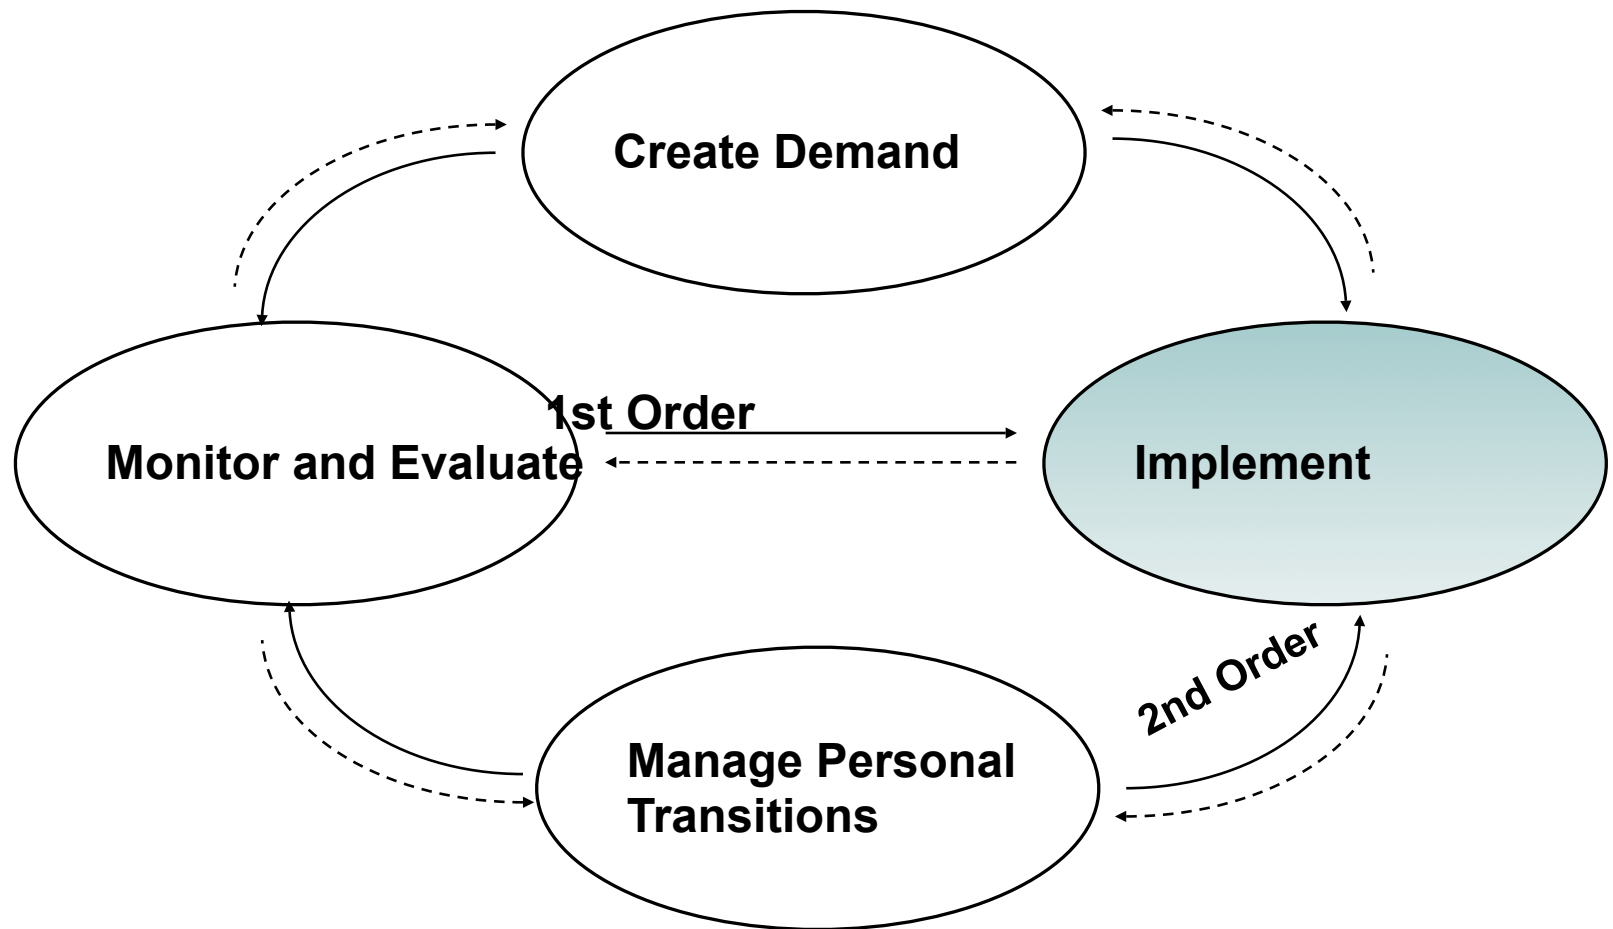 Create Demand
1st Order
Monitor and Evaluate
Implement
2nd Order
Manage Personal
Transitions